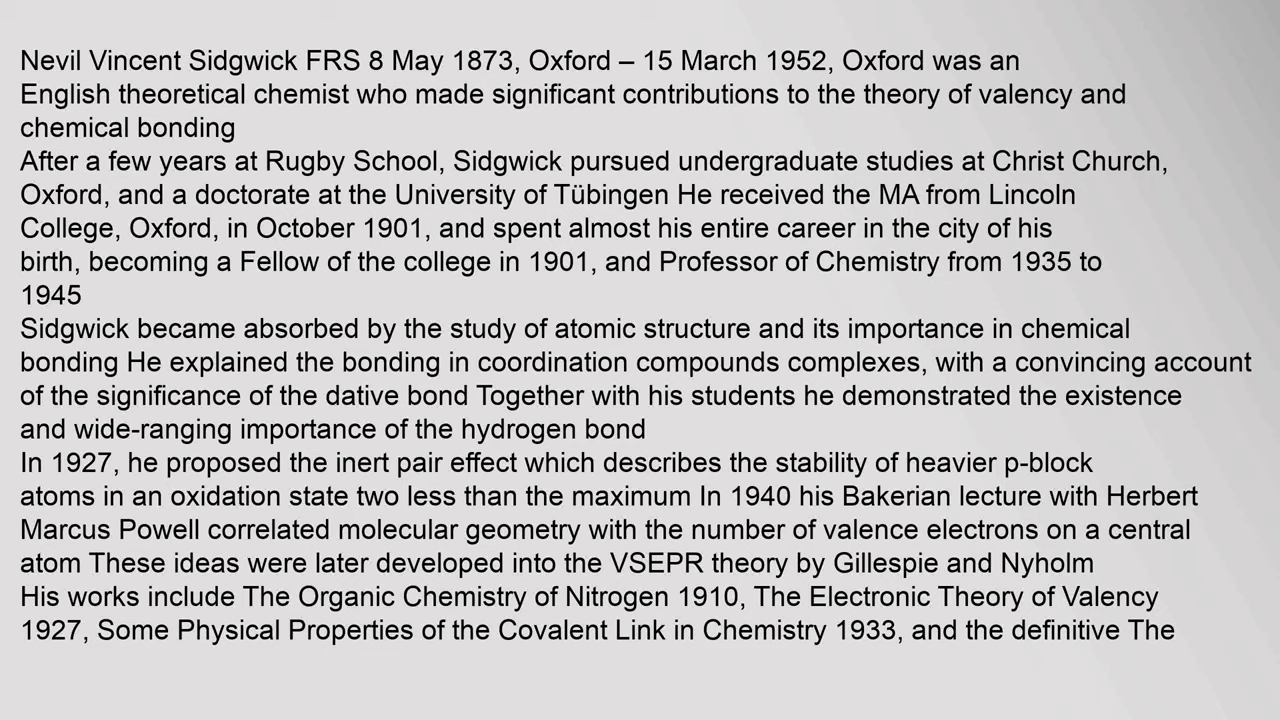 Nevil Vincent Sidgwick FRS 8 May 1873, Oxford – 15 March 1952, Oxford was an
English theoretical chemist who made significant contributions to the theory of valency and
chemical bonding
After a few years at Rugby School, Sidgwick pursued undergraduate studies at Christ Church,
Oxford, and a doctorate at the University of Tübingen He received the MA from Lincoln
College, Oxford, in October 1901, and spent almost his entire career in the city of his
birth, becoming a Fellow of the college in 1901, and Professor of Chemistry from 1935 to
1945
Sidgwick became absorbed by the study of atomic structure and its importance in chemical
bonding He explained the bonding in coordination compounds complexes, with a convincing account
of the significance of the dative bond Together with his students he demonstrated the existence
and wide-ranging importance of the hydrogen bond
In 1927, he proposed the inert pair effect which describes the stability of heavier p-block
atoms in an oxidation state two less than the maximum In 1940 his Bakerian lecture with Herbert
Marcus Powell correlated molecular geometry with the number of valence electrons on a central
atom These ideas were later developed into the VSEPR theory by Gillespie and Nyholm
His works include The Organic Chemistry of Nitrogen 1910, The Electronic Theory of Valency
1927, Some Physical Properties of the Covalent Link in Chemistry 1933, and the definitive The